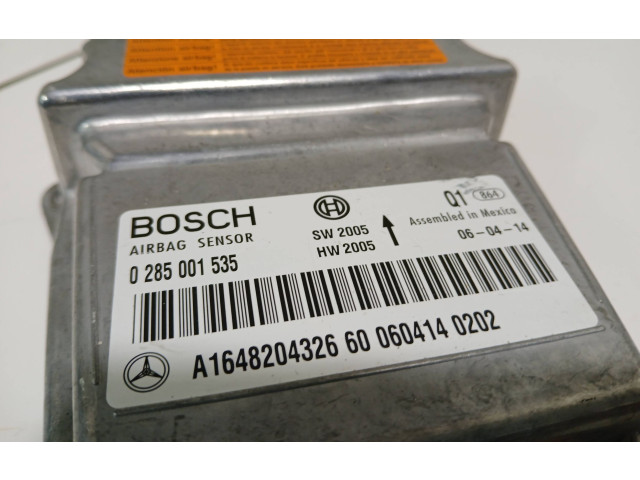 BOSCH
AIRBAG SENSOR
0 285 001 535
SW 2005
HW 2005
Q1 864
Assembled in Mexico
06-04-14
A1648204326 60 060414 0202